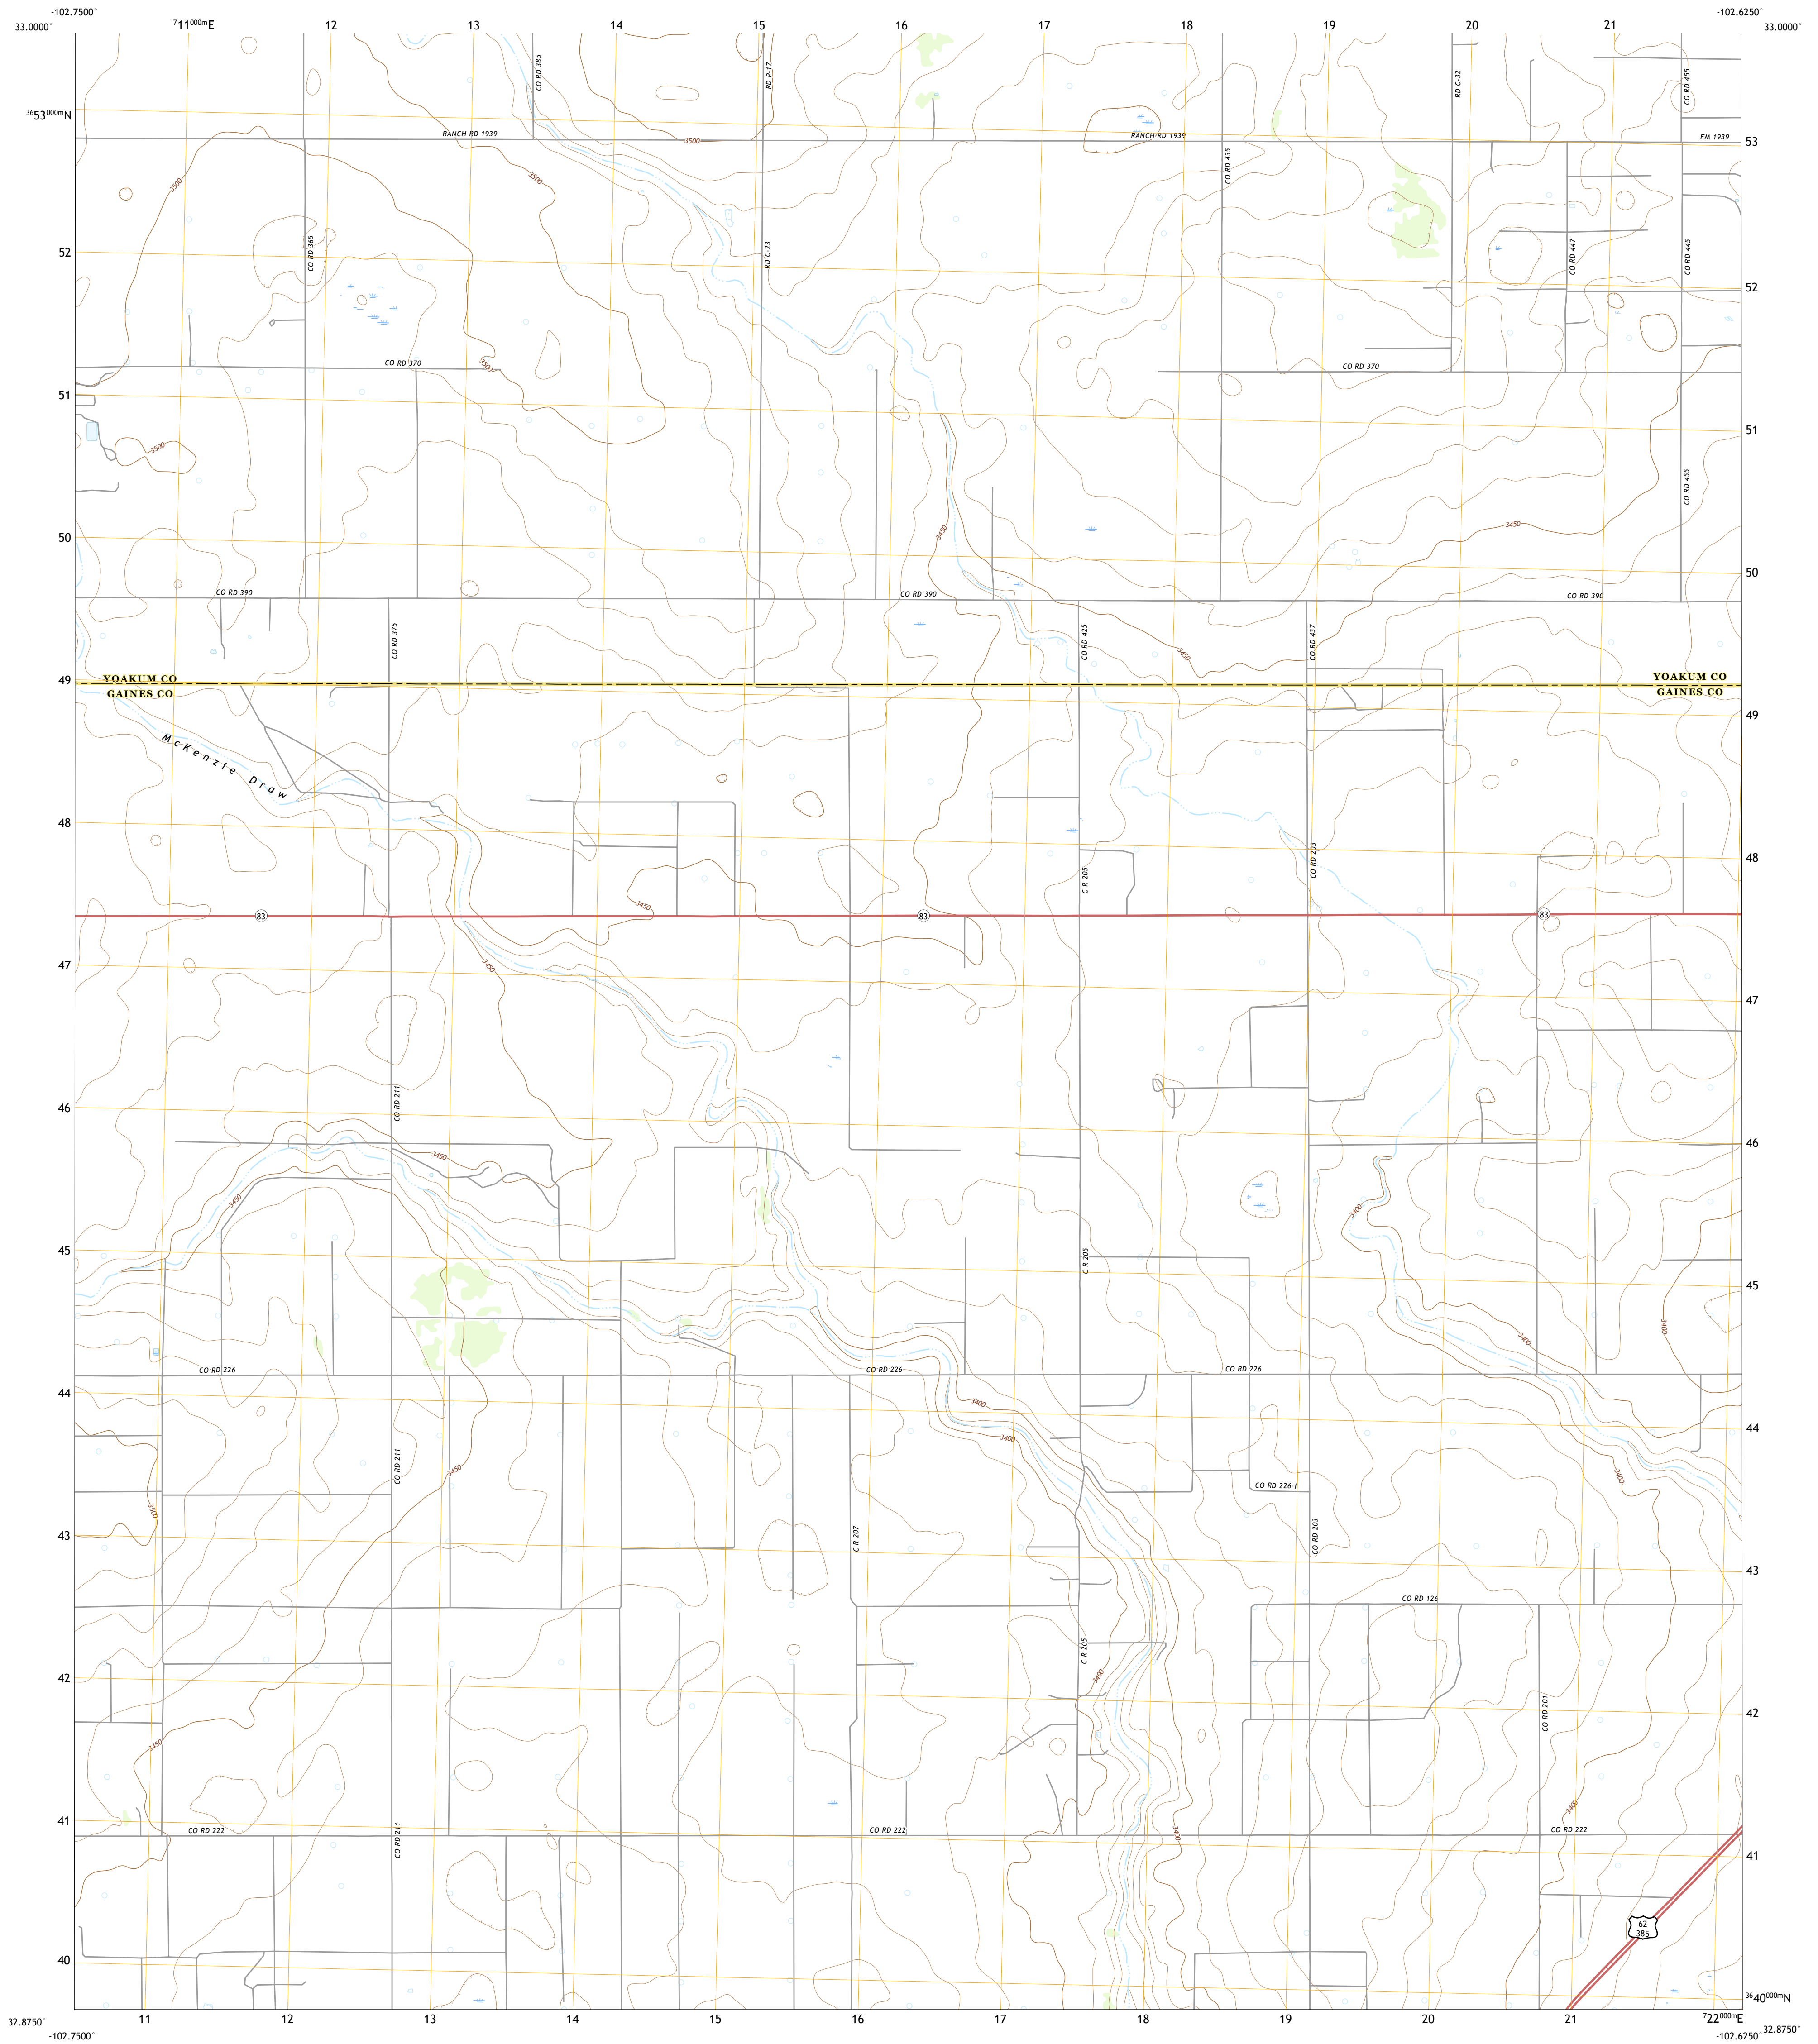 -102.7500°
-102.6250°
33.0000°
⁷11⁰⁰⁰ᵐE 12 13 14 15 16 17 18 19 20 21
33.0000°
CO RD 385
RD P-17
RD C-32
CO RD 455
³⁶53⁰⁰⁰ᵐN
RANCH RD 1939
3500
RANCH RD 1939
FM 1939
53
3500
3500
CO RD 435
52
CO RD 365
RD C-23
CO RD 447
CO RD 445
52
CO RD 370
3500
CO RD 370
51
51
3500
CO RD 455
50
3450
3450
50
CO RD 390
CO RD 390
CO RD 390
CO RD 375
CO RD 425
CO RD 437
3450
49
YOAKUM CO
GAINES CO
YOAKUM CO
GAINES CO
49
McKenzie Draw
48
CO RD 203
48
C R 205
3450
83
83
83
47
3450
47
46
CO RD 211
46
3450
3450
3400
45
C R 205
45
3400
3400
CO RD 226
CO RD 226
CO RD 226
44
3400
3400
44
CO RD 211
3450
3400
CO RD 226-I
3500
43
C R 207
CO RD 203
43
CO RD 126
42
C R 205
3400
CO RD 201
42
3450
41
CO RD 222
CO RD 211
CO RD 222
3400
3400
CO RD 222
41
62
385
40
³⁶40⁰⁰⁰ᵐN
32.8750°
11 12 13 14 15 16 17 18 19 20 21 ⁷22⁰⁰⁰ᵐE
32.8750°
-102.7500°
-102.6250°